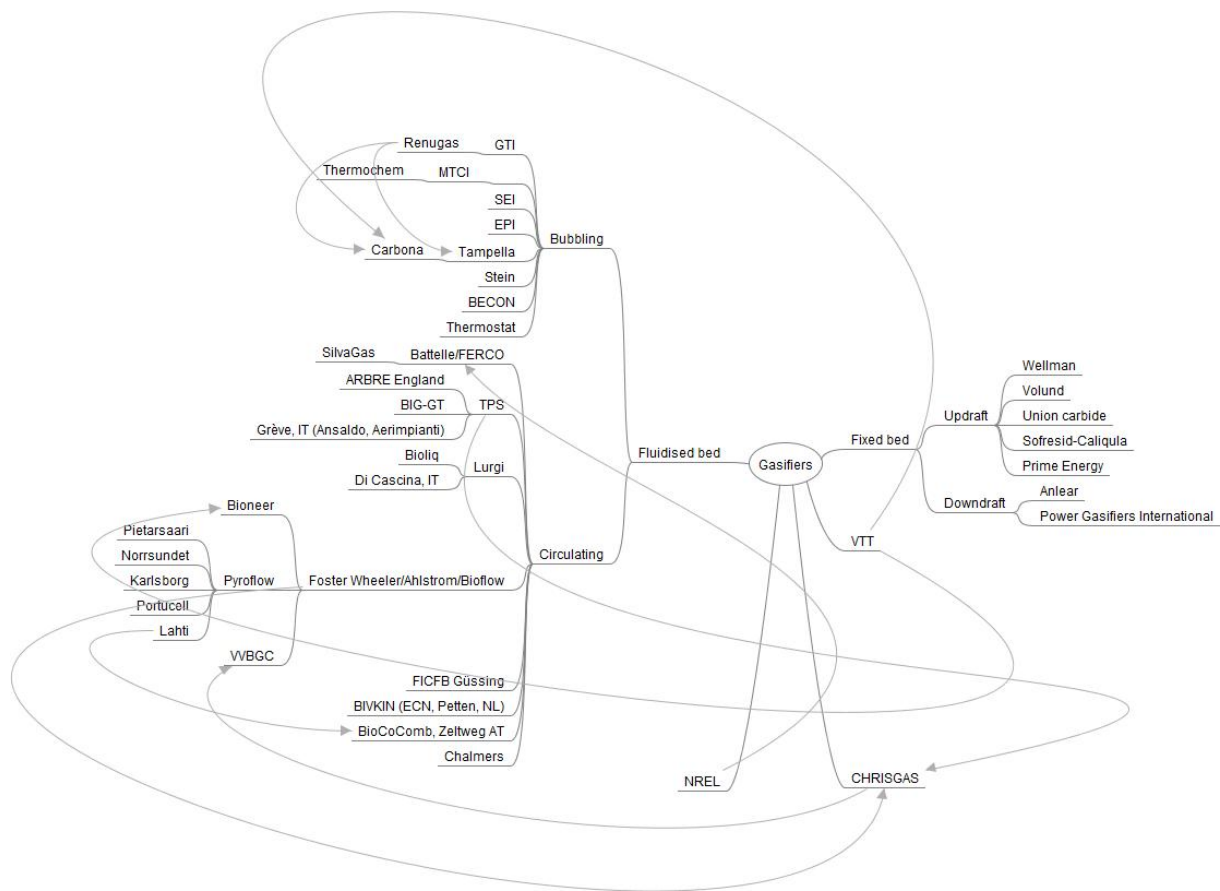 Renugas
GTI
Thermochem
MTCI
SEI
EPI
Bubbling
Carbona
Tampella
Stein
BECON
Thermostat
SilvaGas
Battelle/FERCO
ARBRE England
BIG-GT
TPS
Grève, IT (Ansaldo, Aerimpianti)
Bioliq
Lurgi
Di Cascina, IT
Fluidised bed
Bioneer
Pietarsaari
Norrsundet
Karlsborg
Pyroflow
Foster Wheeler/Ahlstrom/Bioflow
Circulating
Portucell
Lahti
VVBGC
FICFB Güssing
BIVKIN (ECN, Petten, NL)
BioCoComb, Zeltweg AT
Chalmers
Gasifiers
Fixed bed
Updraft
Wellman
Volund
Union carbide
Sofresid-Caliqula
Prime Energy
Downdraft
Anlear
Power Gasifiers International
VTT
NREL
CHRISGAS